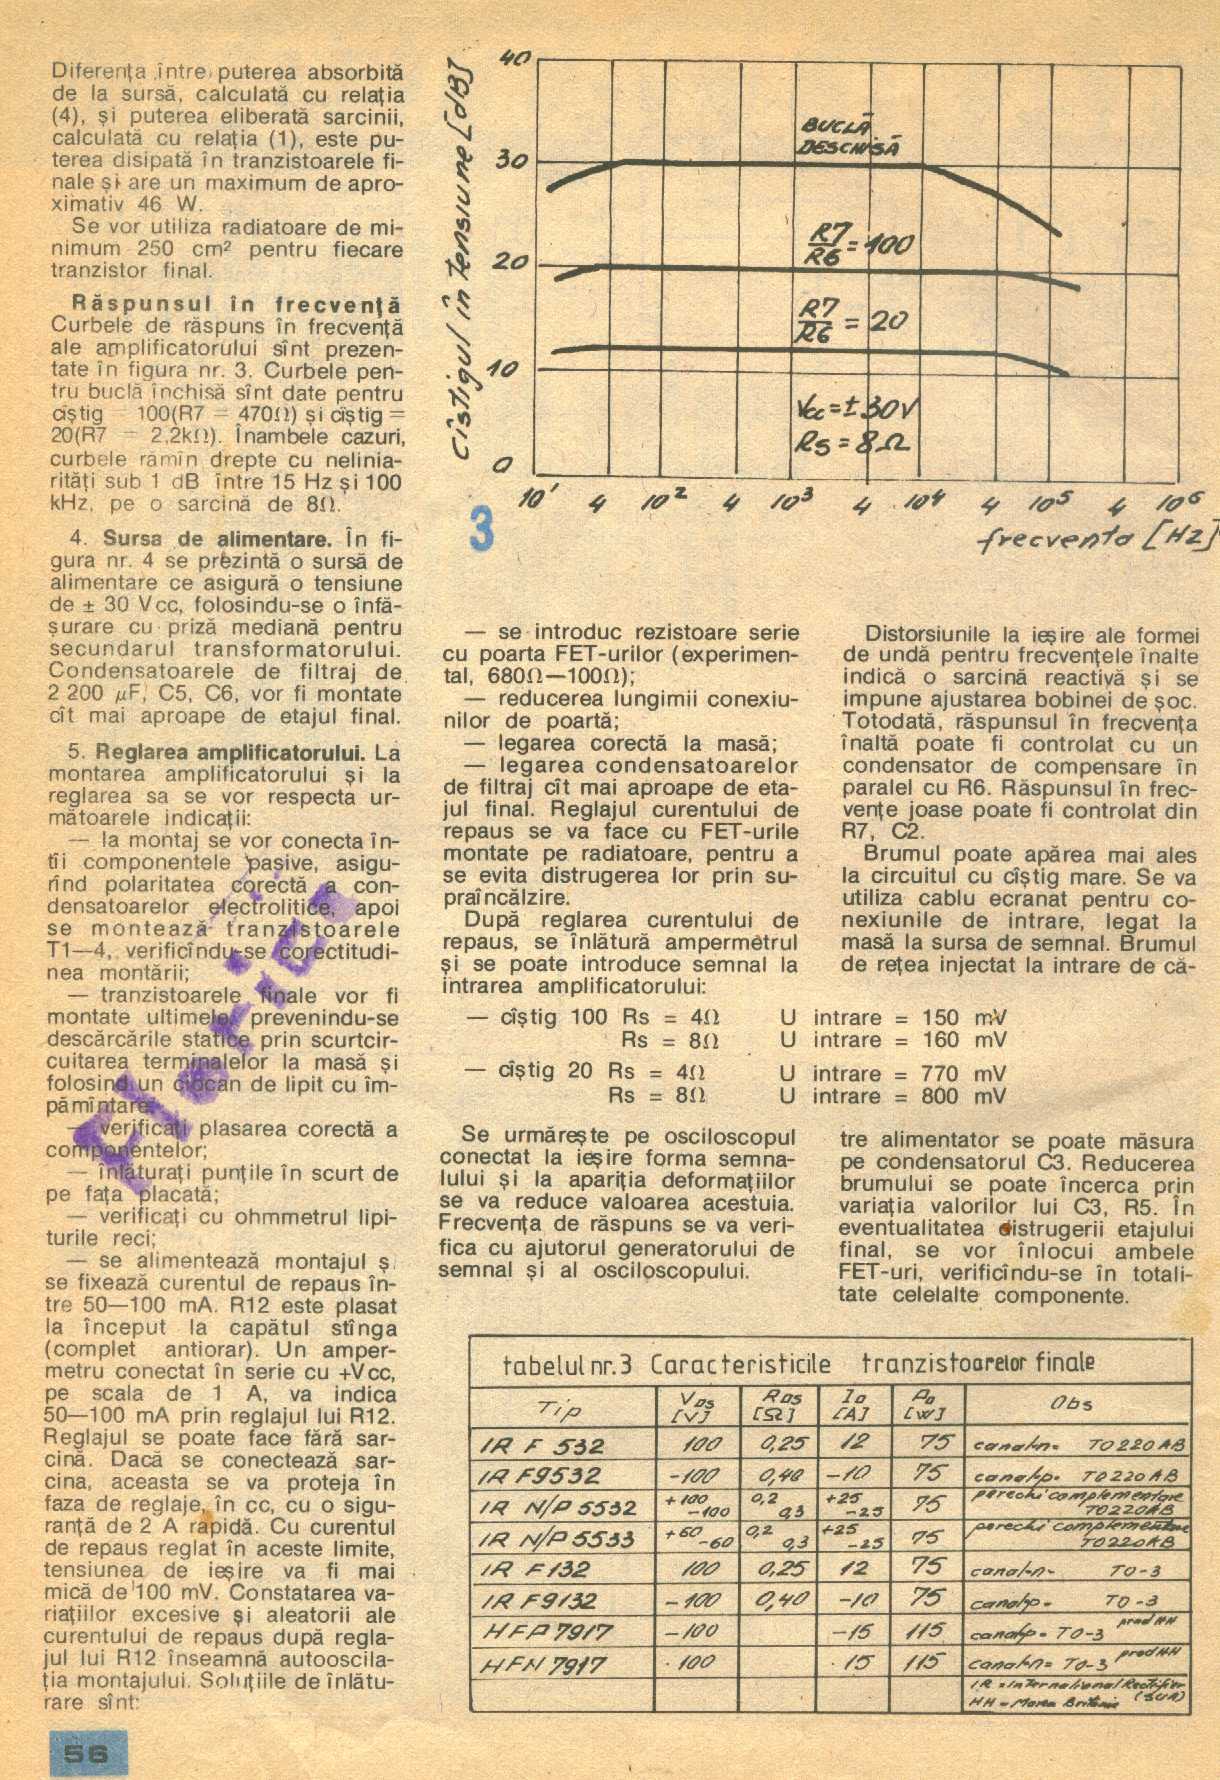 Diferența între puterea absorbită
de la sursă, calculată cu relația
(4), și puterea eliberată sarcinii,
calculată cu relația (1), este pu-
terea disipată în tranzistoarele fi-
nale și are un maximum de apro-
ximativ 46 W.
Se vor utiliza radiatoare de mi-
nimum 250 cm² pentru fiecare
tranzistor final.
Răspunsul în frecvență
Curbele de răspuns în frecvență
ale amplificatorului sînt prezen-
tate în figura nr. 3. Curbele pen-
tru buclă închisă sînt date pentru
cîștig = 100(R7 = 470Ω) și cîștig =
20(R7 = 2,2kΩ). În ambele cazuri,
curbele rămîn drepte cu nelinia-
rități sub 1 dB între 15 Hz și 100
kHz, pe o sarcină de 8Ω.
4. Sursa de alimentare. În fi-
gura nr. 4 se prezintă o sursă de
alimentare ce asigură o tensiune
de ± 30 Vcc, folosindu-se o înfă-
șurare cu priză mediană pentru
secundarul transformatorului.
Condensatoarele de filtraj de
2 200 μF, C5, C6, vor fi montate
cît mai aproape de etajul final.
5. Reglarea amplificatorului. La
montarea amplificatorului și la
reglarea sa se vor respecta ur-
mătoarele indicații:
— la montaj se vor conecta în-
tîi componentele pasive, asigu-
rînd polaritatea corectă a con-
densatoarelor electrolitice, apoi
se montează tranzistoarele
T1—4, verificîndu-se corectitudi-
nea montării;
— tranzistoarele finale vor fi
montate ultimele, prevenindu-se
descărcările statice prin scurtcir-
cuitarea terminalelor la masă și
folosind un ciocan de lipit cu îm-
pămîntare;
— verificați plasarea corectă a
componentelor;
— înlăturați punțile în scurt de
pe fața placată;
— verificați cu ohmmetrul lipi-
turile reci;
— se alimentează montajul ș
se fixează curentul de repaus în-
tre 50—100 mA. R12 este plasat
la început la capătul stînga
(complet antiorar). Un amper-
metru conectat în serie cu +Vcc,
pe scala de 1 A, va indica
50—100 mA prin reglajul lui R12.
Reglajul se poate face fără sar-
cină. Dacă se conectează sar-
cina, aceasta se va proteja în
faza de reglaje, în cc, cu o sigu-
ranță de 2 A rapidă. Cu curentul
de repaus reglat în aceste limite,
tensiunea de ieșire va fi mai
mică de 100 mV. Constatarea va-
riațiilor excesive și aleatorii ale
curentului de repaus după regla-
jul lui R12 înseamnă autooscila-
ția montajului. Soluțiile de înlătu-
rare sînt:
Florin
56
cîștigul în tensiune [dB]
40
30
20
10
0
BUCLĂ
DESCHISĂ
R7/R6 = 100
R7/R6 = 20
Vcc = ± 30V
Rs = 8Ω
10¹ 4 10² 4 10³ 4 10⁴ 4 10⁵ 4 10⁶
frecvența [Hz]
3
— se introduc rezistoare serie
cu poarta FET-urilor (experimen-
tal, 680Ω—100Ω);
— reducerea lungimii conexiu-
nilor de poartă;
— legarea corectă la masă;
— legarea condensatoarelor
de filtraj cît mai aproape de eta-
jul final. Reglajul curentului de
repaus se va face cu FET-urile
montate pe radiatoare, pentru a
se evita distrugerea lor prin su-
praîncălzire.
După reglarea curentului de
repaus, se înlătură ampermetrul
și se poate introduce semnal la
intrarea amplificatorului:
Distorsiunile la ieșire ale formei
de undă pentru frecvențele înalte
indică o sarcină reactivă și se
impune ajustarea bobinei de șoc.
Totodată, răspunsul în frecvența
înaltă poate fi controlat cu un
condensator de compensare în
paralel cu R6. Răspunsul în frec-
vențe joase poate fi controlat din
R7, C2.
Brumul poate apărea mai ales
la circuitul cu cîștig mare. Se va
utiliza cablu ecranat pentru co-
nexiunile de intrare, legat la
masă la sursa de semnal. Brumul
de rețea injectat la intrare de că-
— cîștig 100 Rs = 4Ω U intrare = 150 mV
Rs = 8Ω U intrare = 160 mV
— cîștig 20 Rs = 4Ω U intrare = 770 mV
Rs = 8Ω U intrare = 800 mV
Se urmărește pe osciloscopul
conectat la ieșire forma semna-
lului și la apariția deformațiilor
se va reduce valoarea acestuia.
Frecvența de răspuns se va veri-
fica cu ajutorul generatorului de
semnal și al osciloscopului.
tre alimentator se poate măsura
pe condensatorul C3. Reducerea
brumului se poate încerca prin
variația valorilor lui C3, R5. În
eventualitatea distrugerii etajului
final, se vor înlocui ambele
FET-uri, verificîndu-se în totali-
tate celelalte componente.
tabelul nr.3 Caracteristicile tranzistoarelor finale
Tip VDS [V] RDS [Ω] ID [A] PD [W] Obs
IR F 532 100 0,25 12 75 canal-n- TO220AB
IR F9532 -100 0,40 -10 75 canal-p- TO220AB
IR N/P 5532 +100 -100 0,2 0,3 +25 -25 75 perechi complementare TO220AB
IR N/P 5533 +60 -60 0,2 0,3 +25 -25 75 perechi complementare TO220AB
IR F132 100 0,25 12 75 canal-n- TO-3
IR F9132 -100 0,40 -10 75 canal-p- TO-3
HFP 7917 -100 -15 115 canal-p- TO-3 prod HH
HFN 7917 100 15 115 canal-n- TO-3 prod HH
IR = International Rectifier (SUA)
HH = Marea Britanie